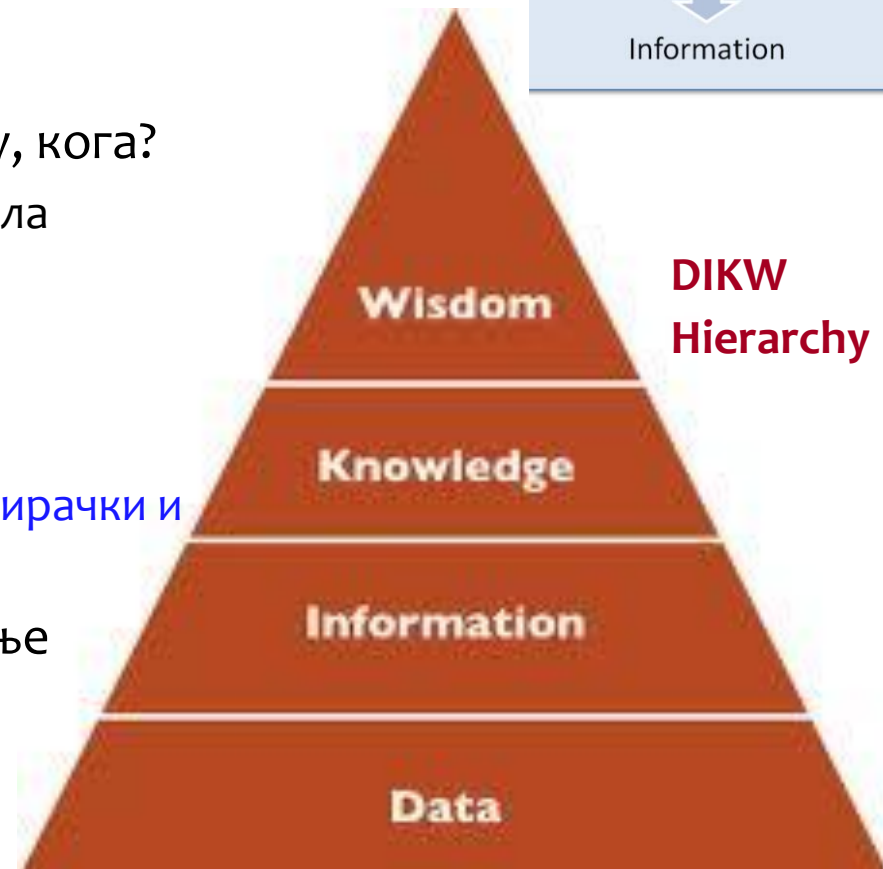 Information
, кога?
ла
Wisdom
DIKW
Hierarchy
Knowledge
ирачки и
Information
ње
Data